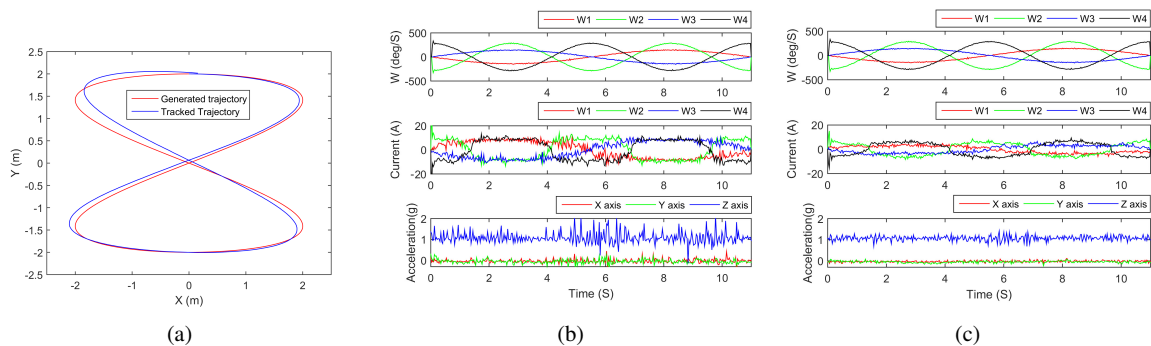 2.5
2
1.5
1
0.5
0
-0.5
-1
-1.5
-2
-2.5
Y (m)
Generated trajectory
Tracked Trajectory
-2 -1 0 1 2
X (m)
(a)
W1 W2 W3 W4
500
0
-500
W (deg/S)
0 2 4 6 8 10
W1 W2 W3 W4
20
0
-20
Current (A)
0 2 4 6 8 10
X axis Y axis Z axis
2
1
0
Acceleration(g)
0 2 4 6 8 10
Time (S)
(b)
W1 W2 W3 W4
500
0
-500
W (deg/S)
0 2 4 6 8 10
W1 W2 W3 W4
20
0
-20
Current (A)
0 2 4 6 8 10
X axis Y axis Z axis
2
1
0
Acceleration(g)
0 2 4 6 8 10
Time (S)
(c)